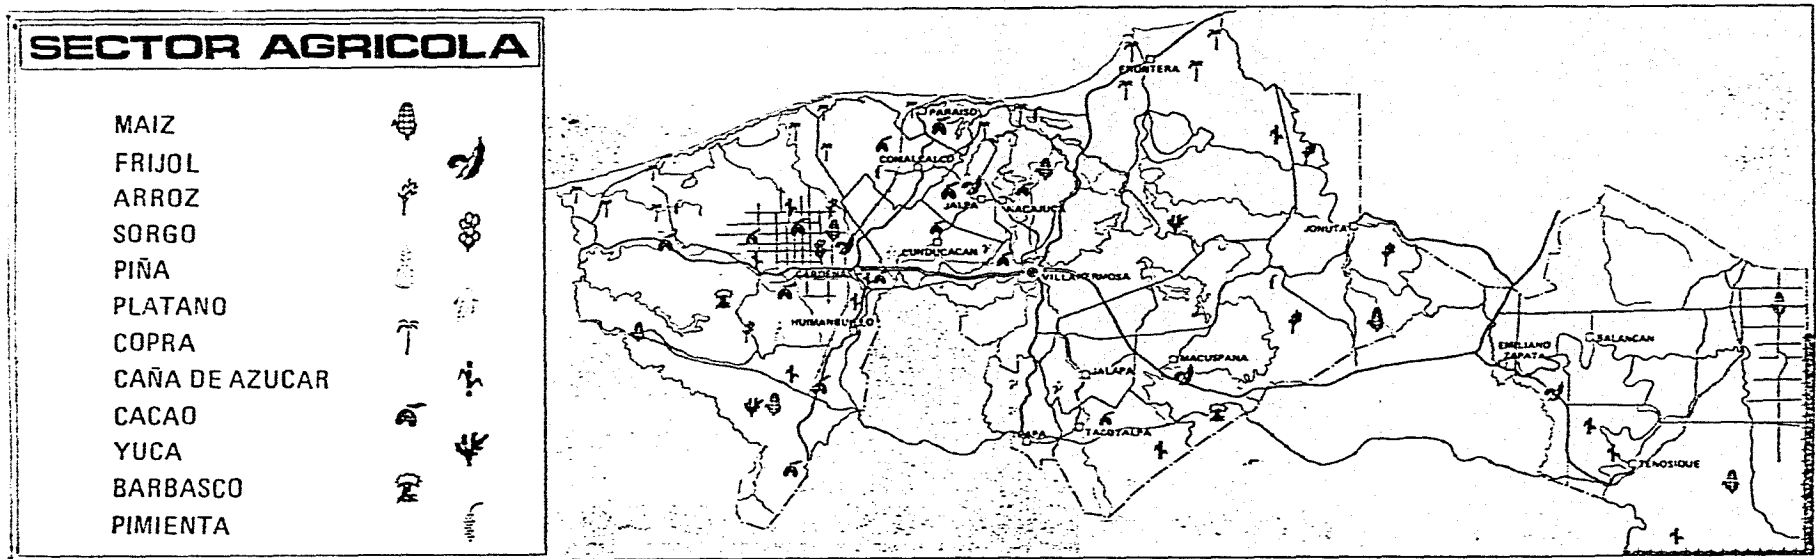 SECTOR AGRICOLA
MAIZ
FRIJOL
ARROZ
SORGO
PIÑA
PLATANO
COPRA
CAÑA DE AZUCAR
CACAO
YUCA
BARBASCO
PIMIENTA
FRONTERA
PARAISO
COMALCALCO
JALPA
NACAJUCA
CUNDUCACAN
JONUTA
CARDENAS
VILLAHERMOSA
HUIMANGUILLO
MACUSPANA
EMILIANO
ZAPATA
BALANCAN
JALAPA
TACOTALPA
TEAPA
TENOSIQUE